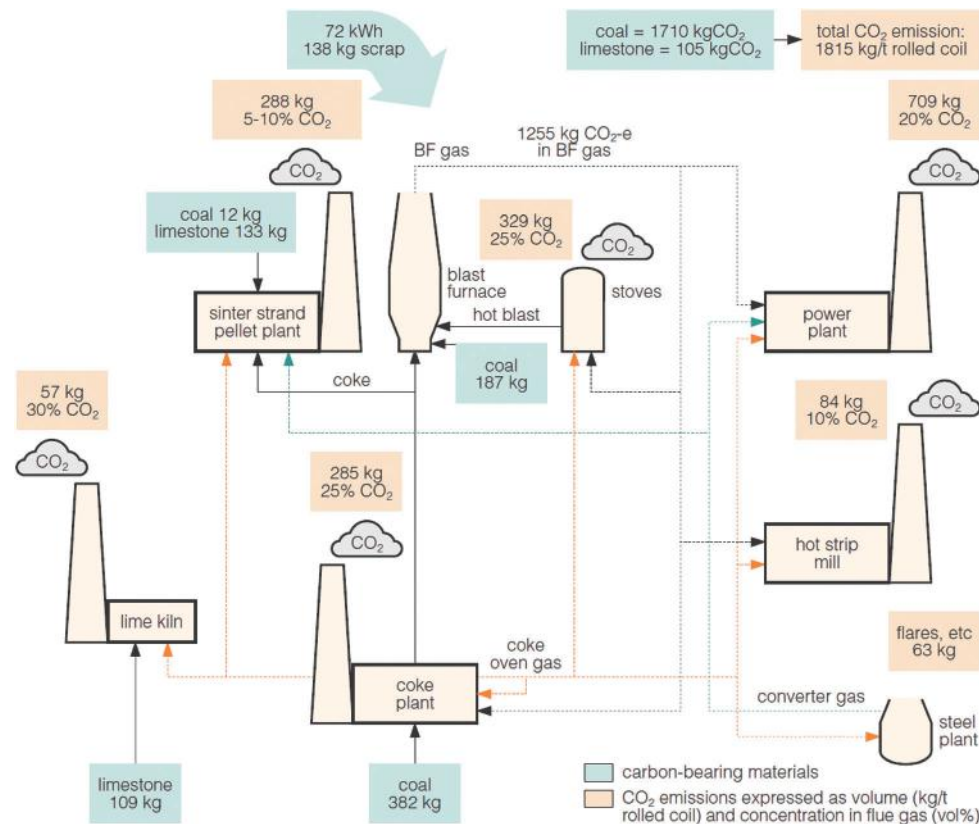 72 kWh
138 kg scrap
coal = 1710 kgCO₂
limestone = 105 kgCO₂
total CO₂ emission:
1815 kg/t rolled coil
288 kg
5-10% CO₂
709 kg
20% CO₂
CO₂
BF gas
1255 kg CO₂-e
in BF gas
CO₂
coal 12 kg
limestone 133 kg
329 kg
25% CO₂
CO₂
sinter strand
pellet plant
blast
furnace
stoves
hot blast
power
plant
coke
coal
187 kg
57 kg
30% CO₂
84 kg
10% CO₂
CO₂
CO₂
285 kg
25% CO₂
CO₂
hot strip
mill
lime kiln
flares, etc
63 kg
coke
oven gas
coke
plant
converter gas
steel
plant
limestone
109 kg
coal
382 kg
carbon-bearing materials
CO₂ emissions expressed as volume (kg/t
rolled coil) and concentration in flue gas (vol%)